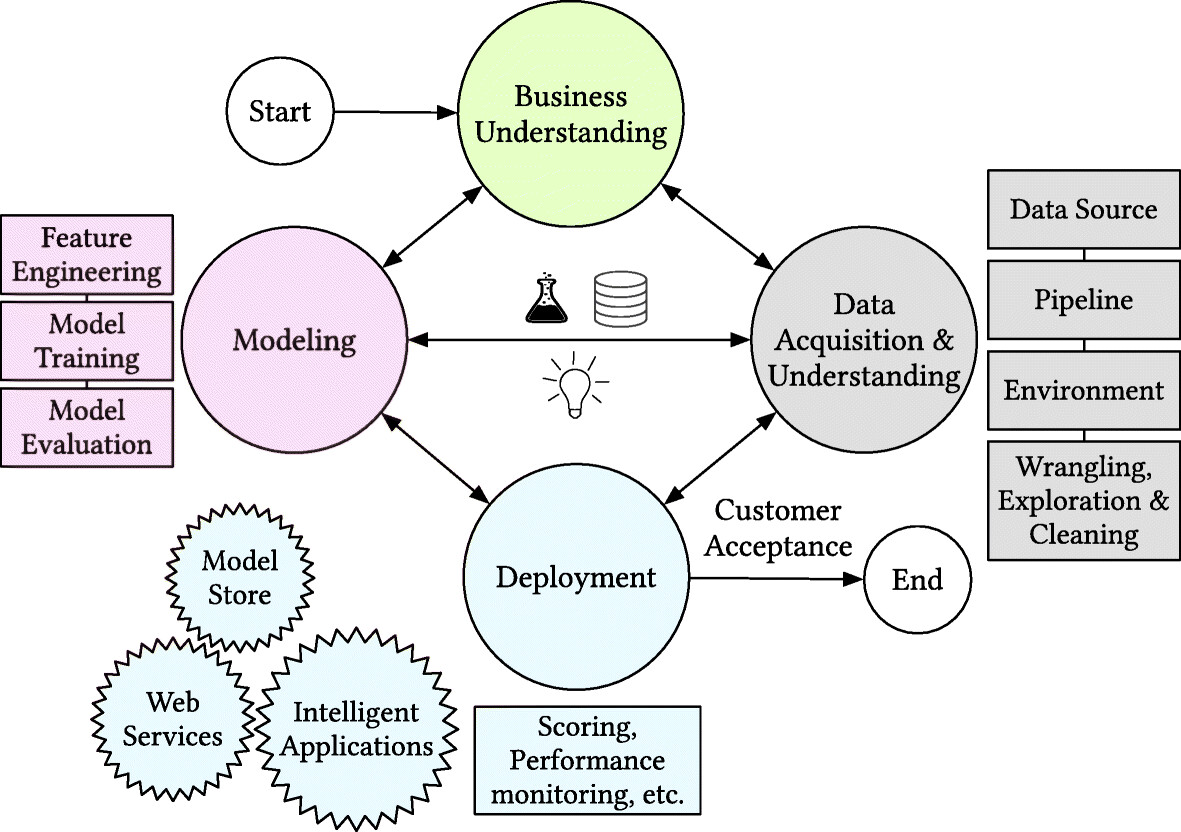 Start
Business
Understanding
Feature
Engineering
Model
Training
Model
Evaluation
Modeling
Data
Acquisition &
Understanding
Data Source
Pipeline
Environment
Wrangling,
Exploration &
Cleaning
Deployment
Customer
Acceptance
End
Model
Store
Web
Services
Intelligent
Applications
Scoring,
Performance
monitoring, etc.